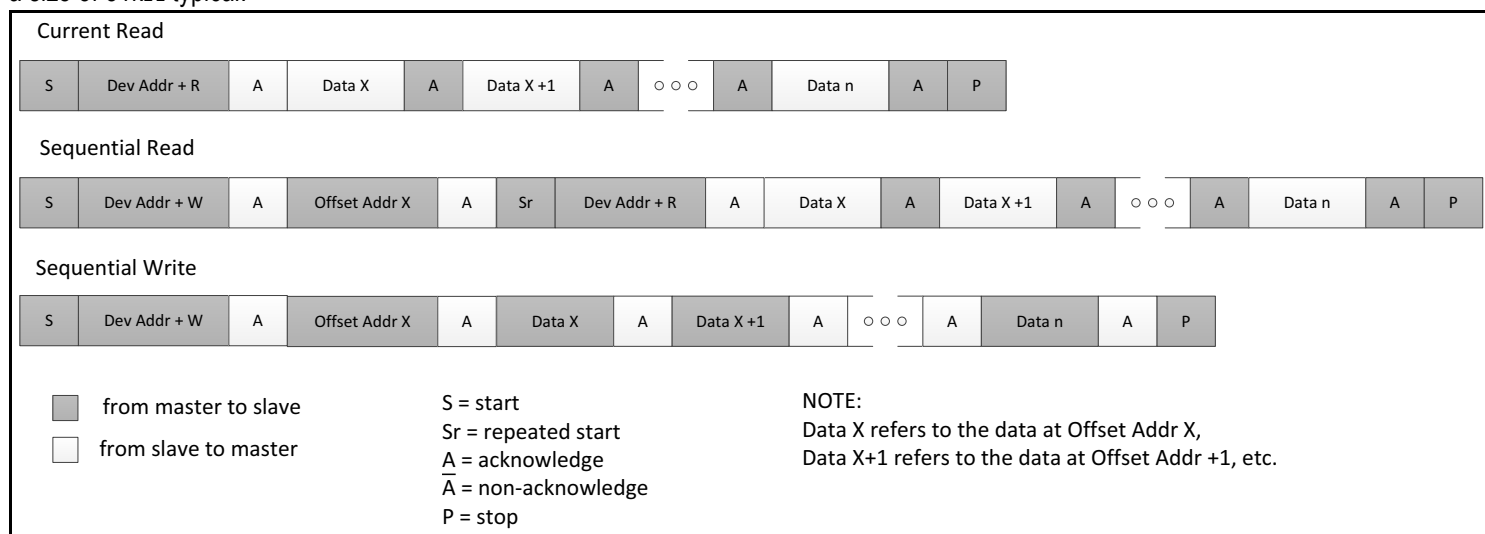 Current Read
S Dev Addr + R A Data X A Data X +1 A ○ ○ ○ A Data n A P
Sequential Read
S Dev Addr + W A Offset Addr X A Sr Dev Addr + R A Data X A Data X +1 A ○ ○ ○ A Data n A P
Sequential Write
S Dev Addr + W A Offset Addr X A Data X A Data X +1 A ○ ○ ○ A Data n A P
from master to slave
from slave to master
S = start
Sr = repeated start
A = acknowledge
A̅ = non-acknowledge
P = stop
NOTE:
Data X refers to the data at Offset Addr X,
Data X+1 refers to the data at Offset Addr +1, etc.